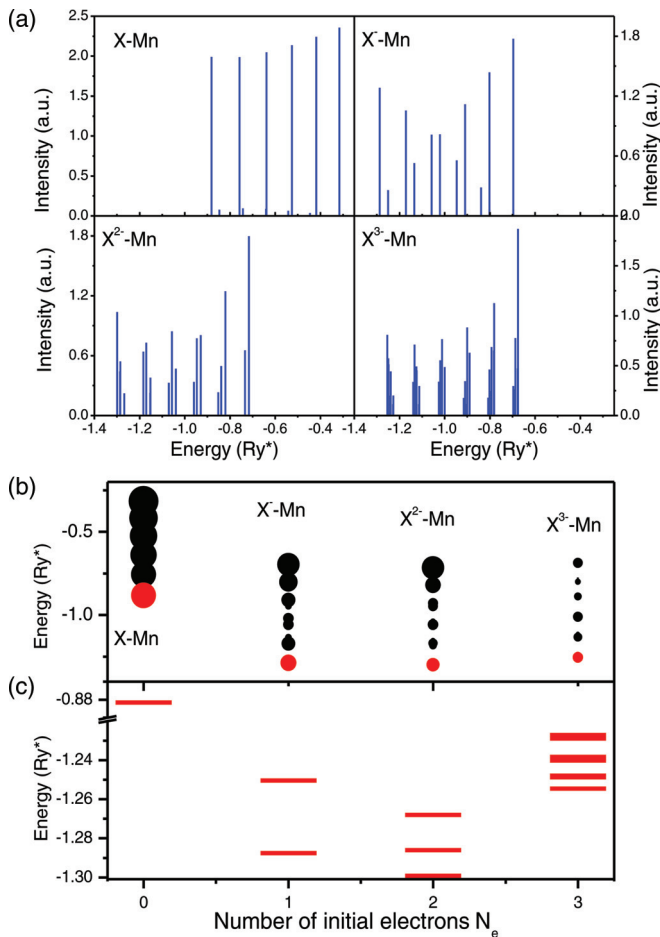 (a)
2.5
2.0
1.5
1.0
0.5
0.0
Intensity (a.u.)
X-Mn
X⁻-Mn
1.8
1.2
0.6
0.0
Intensity (a.u.)
1.8
1.2
0.6
0.0
Intensity (a.u.)
X²⁻-Mn
X³⁻-Mn
2
1.5
1.0
0.5
0.0
Intensity (a.u.)
-1.4 -1.2 -1.0 -0.8 -0.6 -0.4
-1.2 -1.0 -0.8 -0.6 -0.4
Energy (Ry*)
Energy (Ry*)
(b)
-0.5
-1.0
Energy (Ry*)
X-Mn
X⁻-Mn
X²⁻-Mn
X³⁻-Mn
(c)
-0.88
-1.24
-1.26
-1.28
-1.30
Energy (Ry*)
0 1 2 3
Number of initial electrons Nₑ